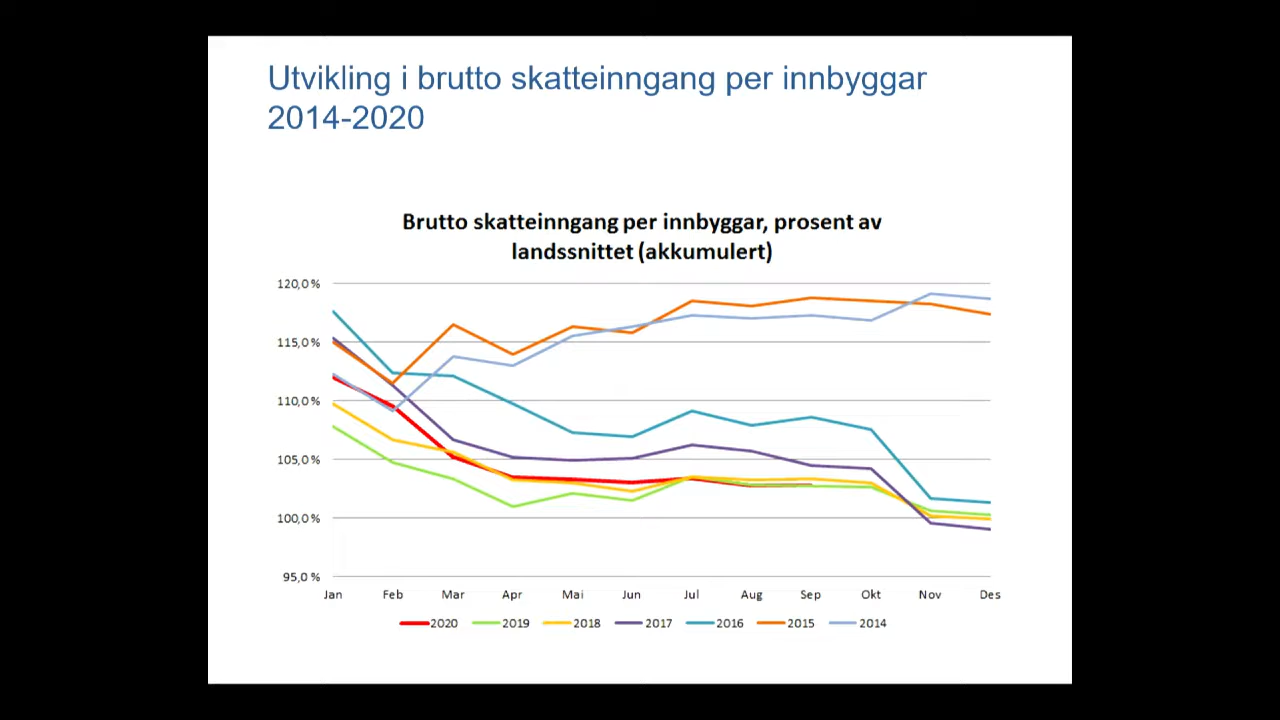 Utvikling i brutto skatteinngang per innbyggar
2014-2020
Brutto skatteinngang per innbyggar, prosent av
landssnittet (akkumulert)
120,0 %
115,0 %
110,0 %
105,0 %
100,0 %
95,0 %
Jan Feb Mar Apr Mai Jun Jul Aug Sep Okt Nov Des
2020 2019 2018 2017 2016 2015 2014